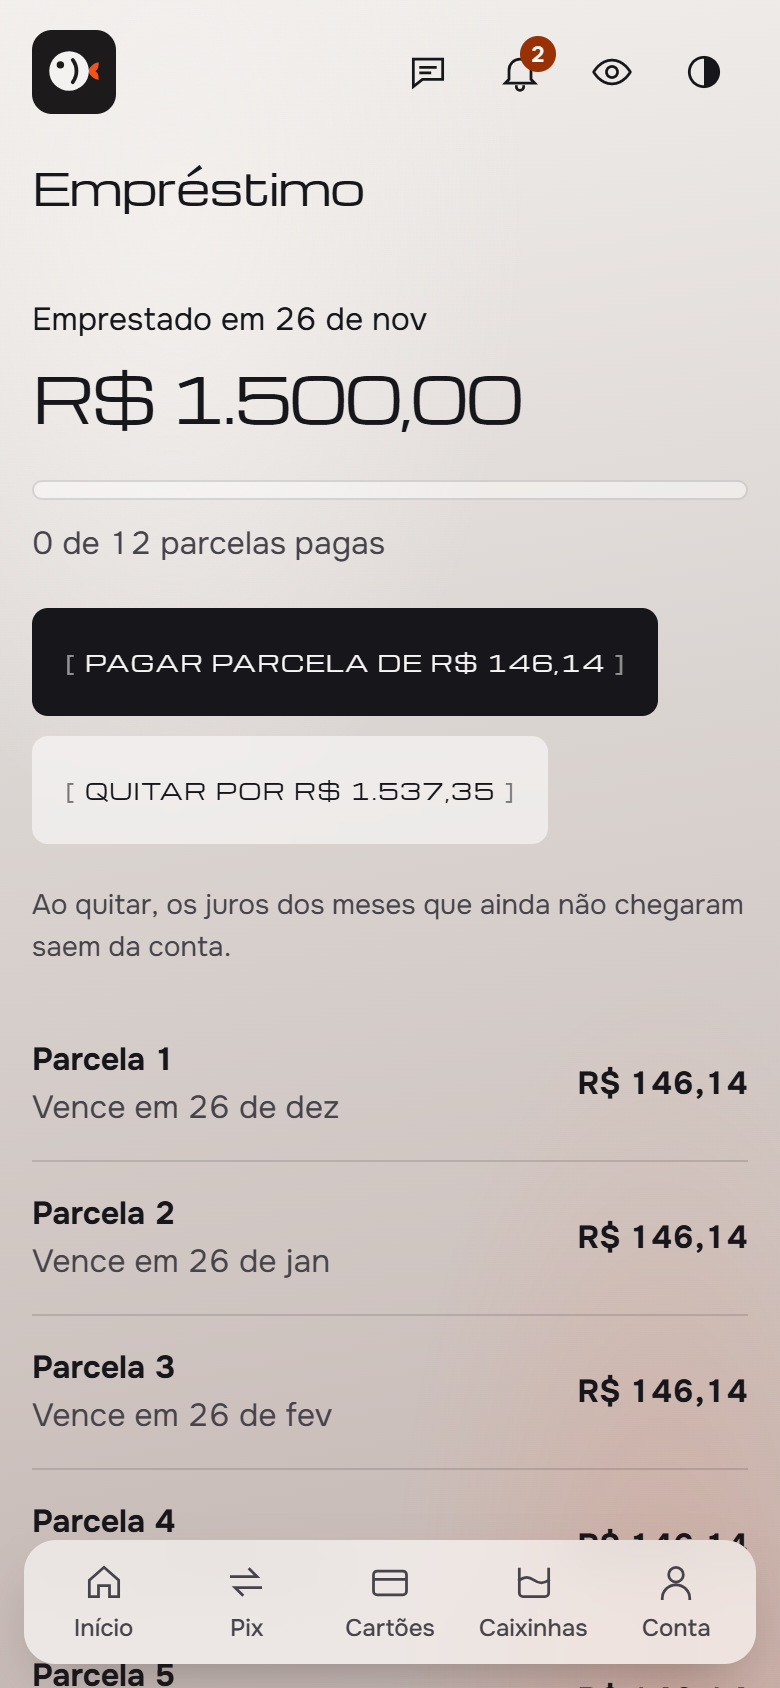 2
Empréstimo
Emprestado em 26 de nov
R$ 1.500,00
0 de 12 parcelas pagas
[ PAGAR PARCELA DE R$ 146,14 ]
[ QUITAR POR R$ 1.537,35 ]
Ao quitar, os juros dos meses que ainda não chegaram
saem da conta.
Parcela 1
R$ 146,14
Vence em 26 de dez
Parcela 2
R$ 146,14
Vence em 26 de jan
Parcela 3
R$ 146,14
Vence em 26 de fev
Parcela 4
R$ 146,14
Início
Pix
Cartões
Caixinhas
Conta
Parcela 5